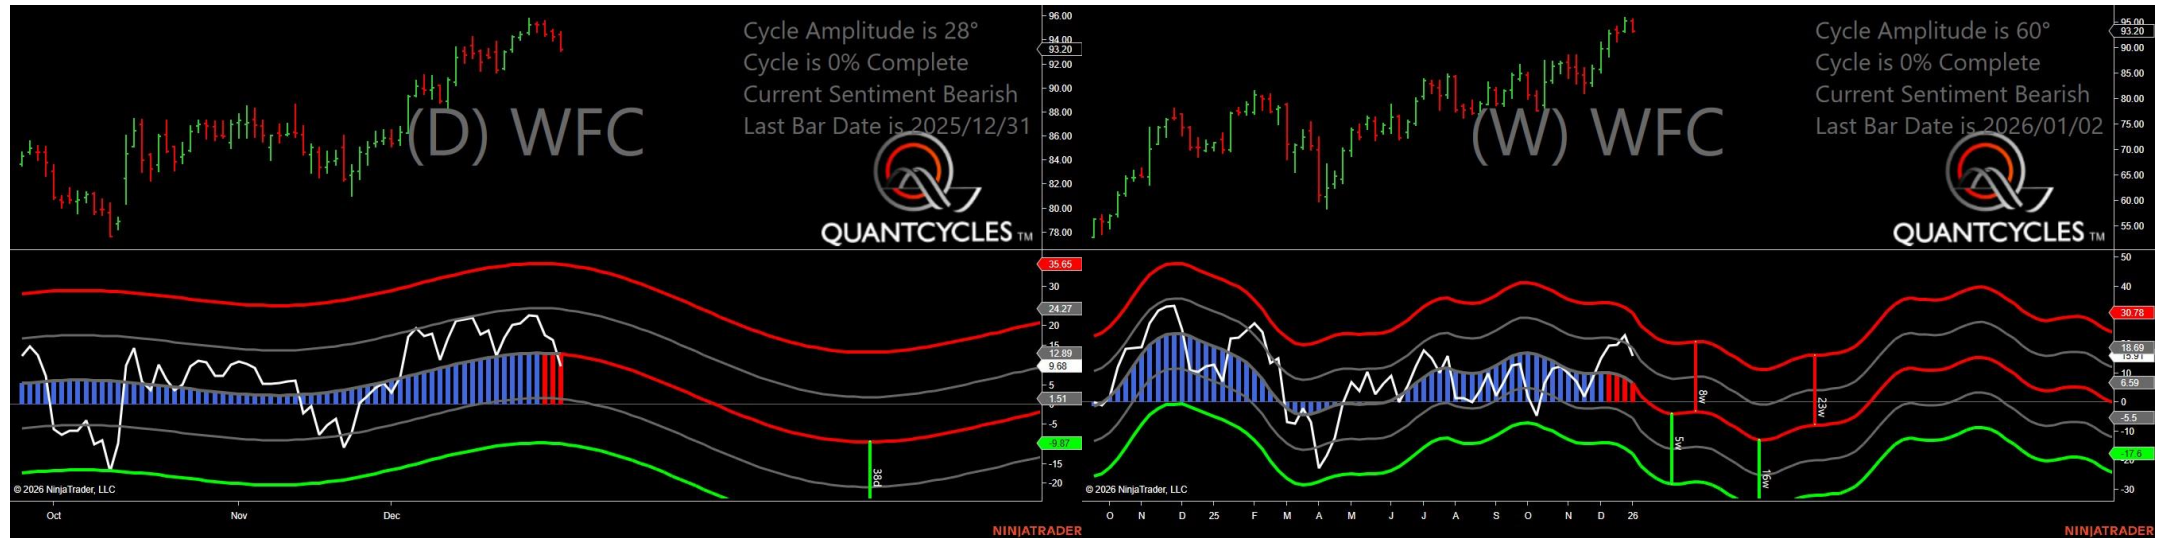 Cycle Amplitude is 28°
Cycle is 0% Complete
Current Sentiment Bearish
Last Bar Date is 2025/12/31
(D) WFC
QUANTCYCLES TM
96.00
94.00
93.20
92.00
90.00
88.00
86.00
84.00
82.00
80.00
78.00
35.65
30
24.27
20
15
12.89
9.68
5
1.51
-5
-9.87
-15
-20
38d
© 2026 NinjaTrader, LLC
Oct Nov Dec
NINJATRADER
Cycle Amplitude is 60°
Cycle is 0% Complete
Current Sentiment Bearish
Last Bar Date is 2026/01/02
(W) WFC
QUANTCYCLES TM
95.00
93.20
90.00
85.00
80.00
75.00
70.00
65.00
60.00
55.00
50
40
30.78
18.69
15.91
10
6.59
0
-5.5
-10
-17.6
-30
8w
23w
5w
16w
© 2026 NinjaTrader, LLC
O N D 25 F M A M J J A S O N D 26
NINJATRADER